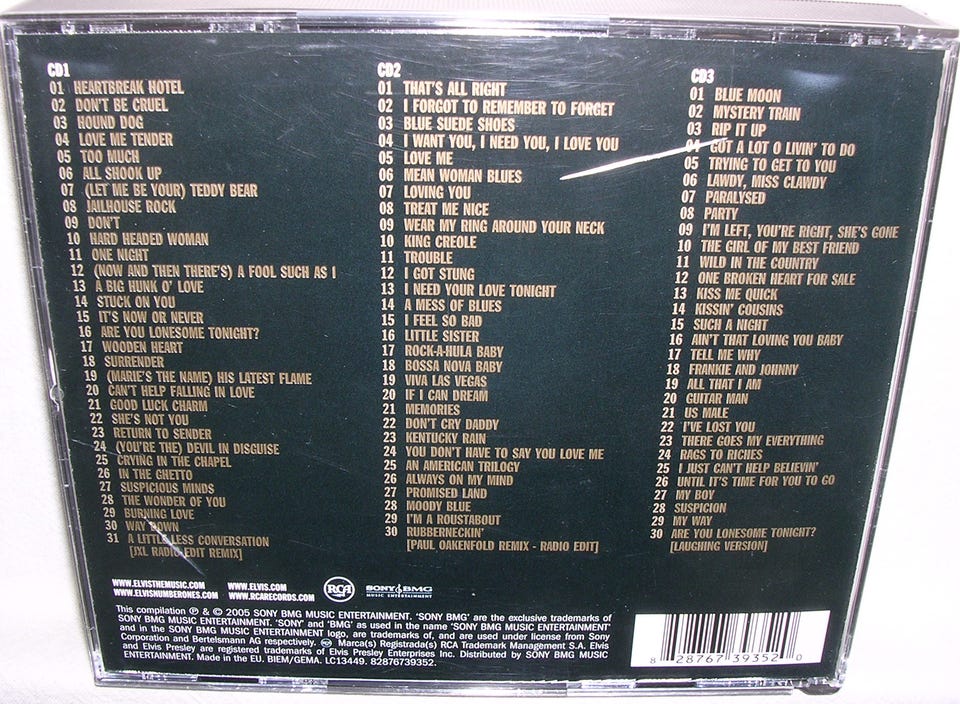 CD1
01 HEARTBREAK HOTEL
02 DON'T BE CRUEL
03 HOUND DOG
04 LOVE ME TENDER
05 TOO MUCH
06 ALL SHOOK UP
07 (LET ME BE YOUR) TEDDY BEAR
08 JAILHOUSE ROCK
09 DON'T
10 HARD HEADED WOMAN
11 ONE NIGHT
12 (NOW AND THEN THERE'S) A FOOL SUCH AS I
13 A BIG HUNK O' LOVE
14 STUCK ON YOU
15 IT'S NOW OR NEVER
16 ARE YOU LONESOME TONIGHT?
17 WOODEN HEART
18 SURRENDER
19 (MARIE'S THE NAME) HIS LATEST FLAME
20 CAN'T HELP FALLING IN LOVE
21 GOOD LUCK CHARM
22 SHE'S NOT YOU
23 RETURN TO SENDER
24 (YOU'RE THE) DEVIL IN DISGUISE
25 CRYING IN THE CHAPEL
26 IN THE GHETTO
27 SUSPICIOUS MINDS
28 THE WONDER OF YOU
29 BURNING LOVE
30 WAY DOWN
31 A LITTLE LESS CONVERSATION
[JXL RADIO EDIT REMIX]
CD2
01 THAT'S ALL RIGHT
02 I FORGOT TO REMEMBER TO FORGET
03 BLUE SUEDE SHOES
04 I WANT YOU, I NEED YOU, I LOVE YOU
05 LOVE ME
06 MEAN WOMAN BLUES
07 LOVING YOU
08 TREAT ME NICE
09 WEAR MY RING AROUND YOUR NECK
10 KING CREOLE
11 TROUBLE
12 I GOT STUNG
13 I NEED YOUR LOVE TONIGHT
14 A MESS OF BLUES
15 I FEEL SO BAD
16 LITTLE SISTER
17 ROCK-A-HULA BABY
18 BOSSA NOVA BABY
19 VIVA LAS VEGAS
20 IF I CAN DREAM
21 MEMORIES
22 DON'T CRY DADDY
23 KENTUCKY RAIN
24 YOU DON'T HAVE TO SAY YOU LOVE ME
25 AN AMERICAN TRILOGY
26 ALWAYS ON MY MIND
27 PROMISED LAND
28 MOODY BLUE
29 I'M A ROUSTABOUT
30 RUBBERNECKIN'
[PAUL OAKENFOLD REMIX - RADIO EDIT]
CD3
01 BLUE MOON
02 MYSTERY TRAIN
03 RIP IT UP
04 GOT A LOT O LIVIN' TO DO
05 TRYING TO GET TO YOU
06 LAWDY, MISS CLAWDY
07 PARALYSED
08 PARTY
09 I'M LEFT, YOU'RE RIGHT, SHE'S GONE
10 THE GIRL OF MY BEST FRIEND
11 WILD IN THE COUNTRY
12 ONE BROKEN HEART FOR SALE
13 KISS ME QUICK
14 KISSIN' COUSINS
15 SUCH A NIGHT
16 AIN'T THAT LOVING YOU BABY
17 TELL ME WHY
18 FRANKIE AND JOHNNY
19 ALL THAT I AM
20 GUITAR MAN
21 US MALE
22 I'VE LOST YOU
23 THERE GOES MY EVERYTHING
24 RAGS TO RICHES
25 I JUST CAN'T HELP BELIEVIN'
26 UNTIL IT'S TIME FOR YOU TO GO
27 MY BOY
28 SUSPICION
29 MY WAY
30 ARE YOU LONESOME TONIGHT?
[LAUGHING VERSION]
WWW.ELVISTHEMUSIC.COM WWW.ELVIS.COM
WWW.ELVISNUMBERONES.COM WWW.RCARECORDS.COM
RCA
SONY BMG
MUSIC ENTERTAINMENT
This compilation ℗ & © 2005 SONY BMG MUSIC ENTERTAINMENT. 'SONY BMG' are the exclusive trademarks of
SONY BMG MUSIC ENTERTAINMENT. 'SONY' and 'BMG' as used in the name 'SONY BMG MUSIC ENTERTAINMENT'
and in the SONY BMG MUSIC ENTERTAINMENT logo, are trademarks of, and are used under license from Sony
Corporation and Bertelsmann AG respectively. RCA Marca(s) Registrada(s) RCA Trademark Management S.A. Elvis
and Elvis Presley are registered trademarks of Elvis Presley Enterprises Inc. Distributed by SONY BMG MUSIC
ENTERTAINMENT. Made in the EU. BIEM/GEMA. LC13449. 82876739352.
8 28767 39352 0